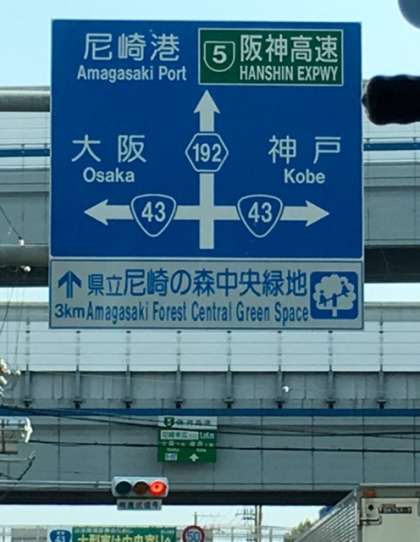 尼崎港
Amagasaki Port
5 阪神高速
HANSHIN EXPWY
192
大阪
Osaka
神戸
Kobe
43
43
県立尼崎の森中央緑地
3km Amagasaki Forest Central Green Space
50